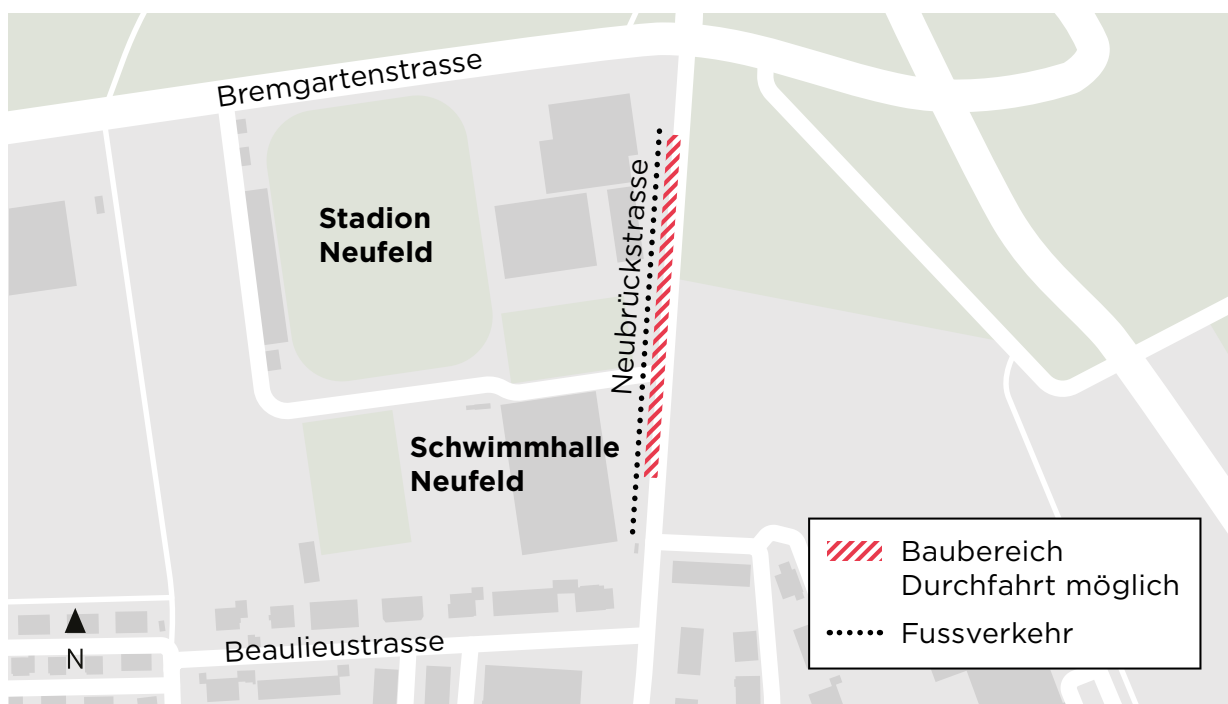 Bremgartenstrasse
Stadion
Neufeld
Neubrückstrasse
Schwimmhalle
Neufeld
Beaulieustrasse
N
Baubereich
Durchfahrt möglich
Fussverkehr